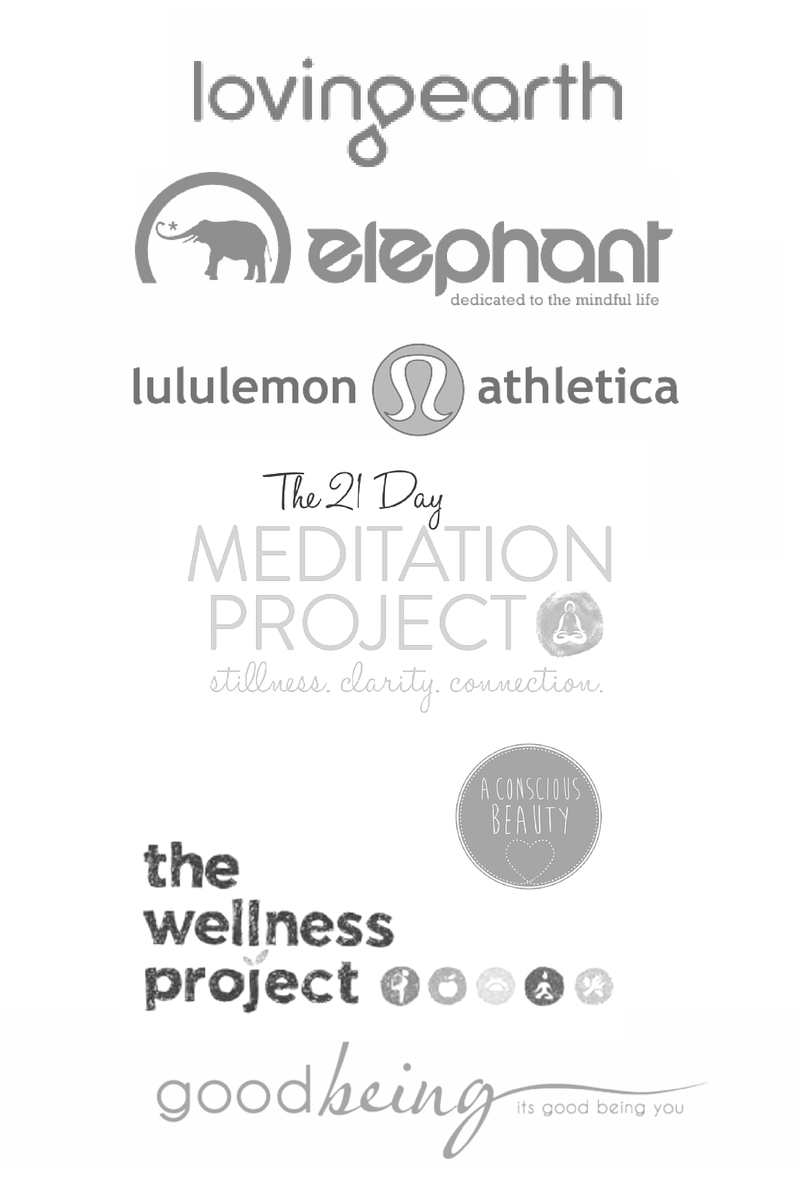 lovingearth
elephant
dedicated to the mindful life
lululemon athletica
The 21 Day
MEDITATION
PROJECT
stillness. clarity. connection.
A CONSCIOUS
BEAUTY
the
wellness
project
goodbeing
its good being you